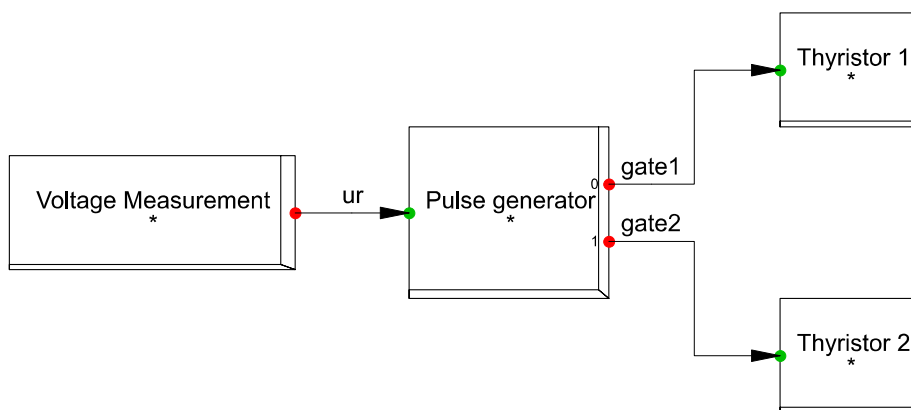 Thyristor 1
*
gate1
0
Voltage Measurement
*
ur
Pulse generator
*
gate2
1
Thyristor 2
*